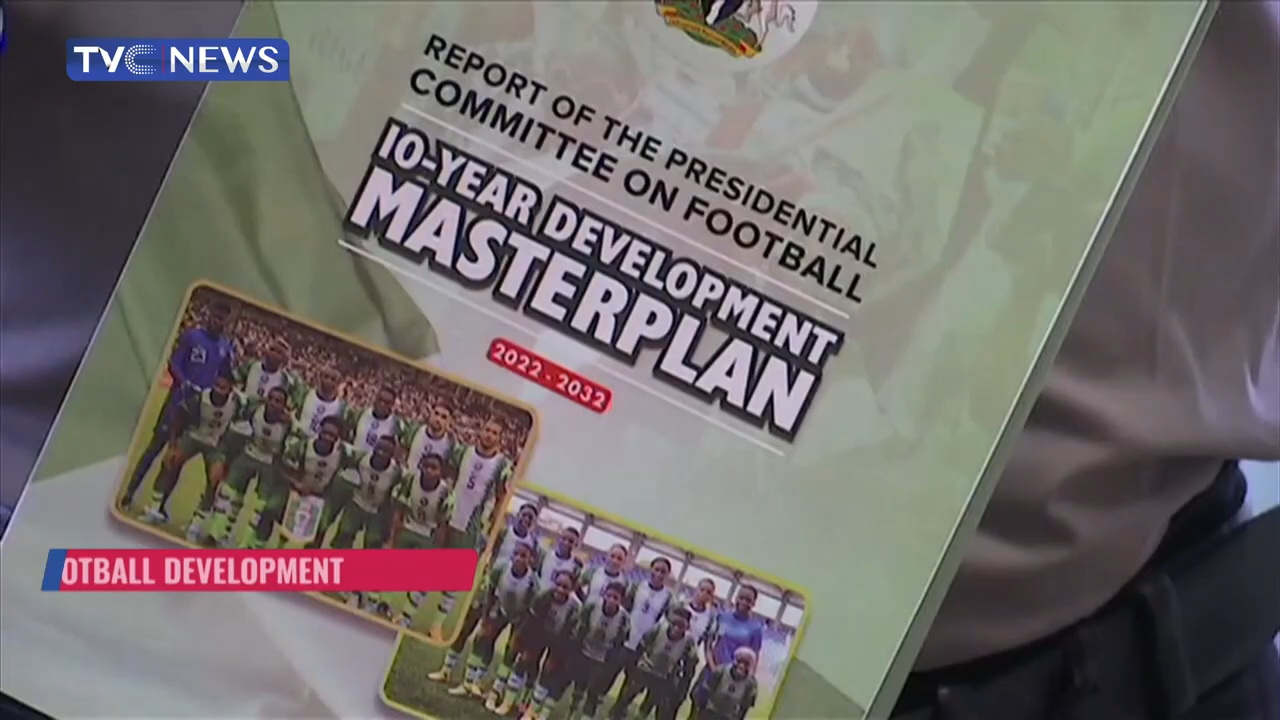 TVC NEWS
REPORT OF THE PRESIDENTIAL
COMMITTEE ON FOOTBALL
10-YEAR DEVELOPMENT
MASTERPLAN
2022 - 2032
OTBALL DEVELOPMENT